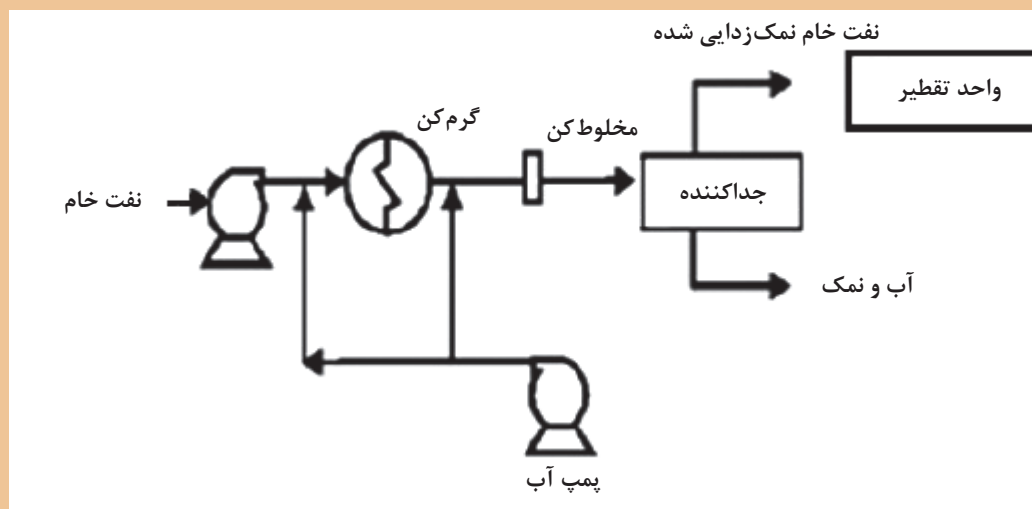 نفت خام نمک‌زدایی شده
واحد تقطیر
گرم‌کن
مخلوط‌کن
جداکننده
نفت خام
آب و نمک
پمپ آب